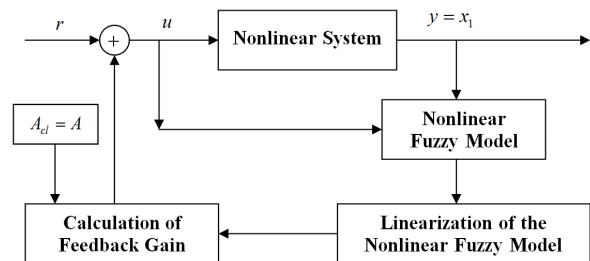 r
+
u
Nonlinear System
y = x₁
A_cl = A
Nonlinear
Fuzzy Model
Calculation of
Feedback Gain
Linearization of the
Nonlinear Fuzzy Model